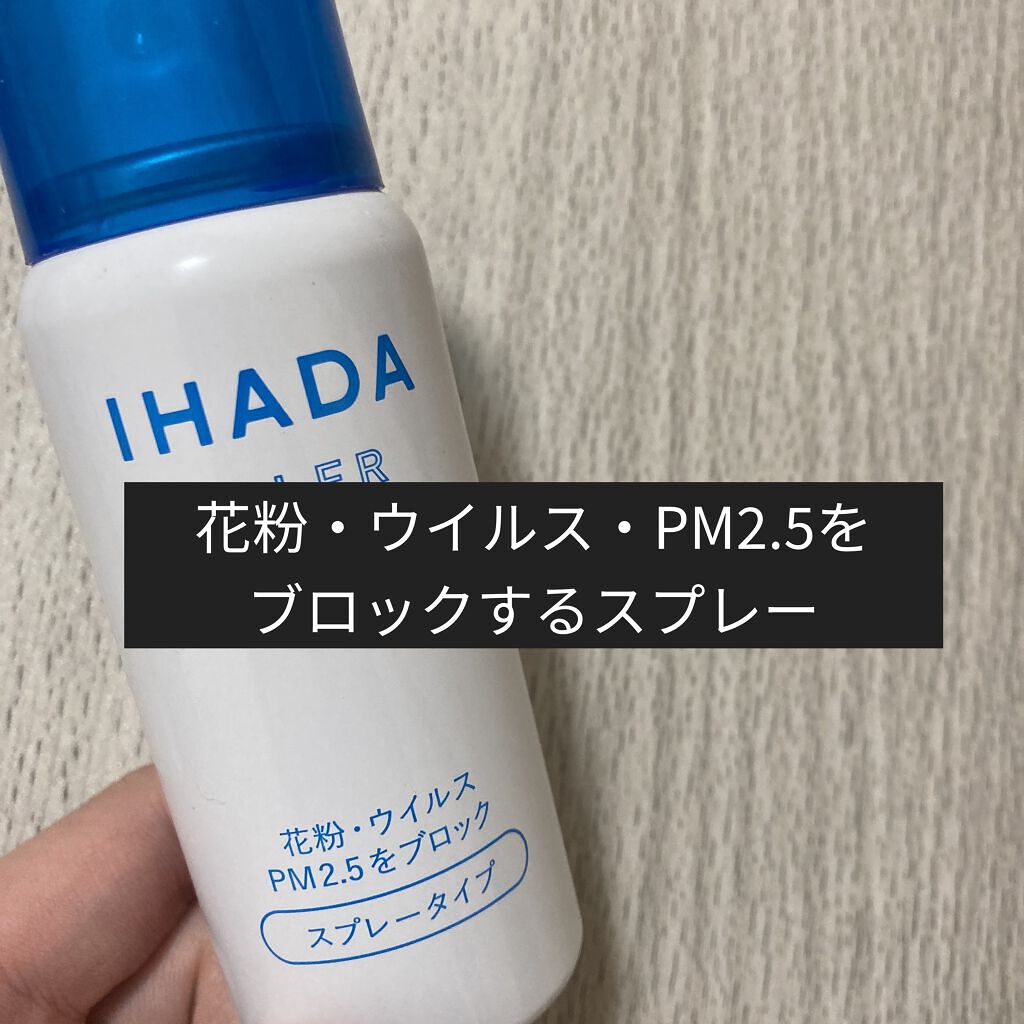 IHADA
花粉・ウイルス・PM2.5を
ブロックするスプレー
花粉・ウイルス
PM2.5をブロック
スプレータイプ